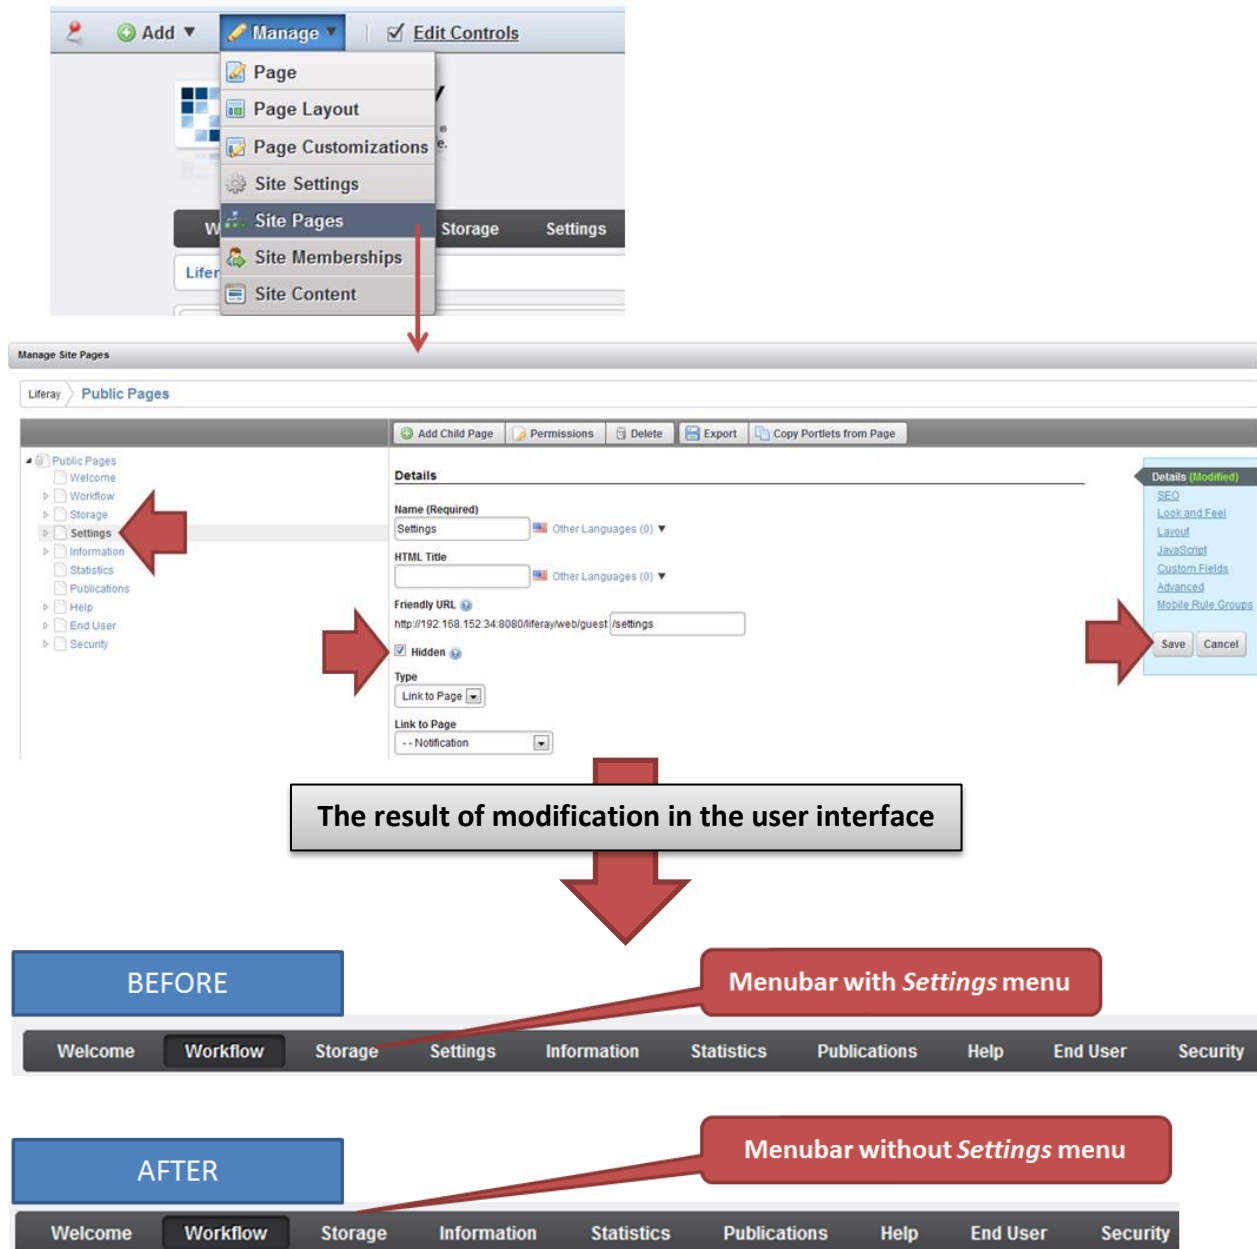 Add ▼ Manage ▼ Edit Controls
Page
Page Layout
Page Customizations
Site Settings
Site Pages
Site Memberships
Site Content
Storage Settings
Manage Site Pages
Liferay Public Pages
Add Child Page Permissions Delete Export Copy Portlets from Page
Public Pages
Welcome
Workflow
Storage
Settings
Information
Statistics
Publications
Help
End User
Security
Details
Name (Required)
Settings Other Languages (0) ▼
HTML Title
Other Languages (0) ▼
Friendly URL
http://192.168.152.34:8080/liferay/web/guest /settings
Hidden
Type
Link to Page
Link to Page
- - Notification
Details (Modified)
SEO
Look and Feel
Layout
JavaScript
Custom Fields
Advanced
Mobile Rule Groups
Save Cancel
The result of modification in the user interface
BEFORE
Menubar with Settings menu
Welcome Workflow Storage Settings Information Statistics Publications Help End User Security
AFTER
Menubar without Settings menu
Welcome Workflow Storage Information Statistics Publications Help End User Security